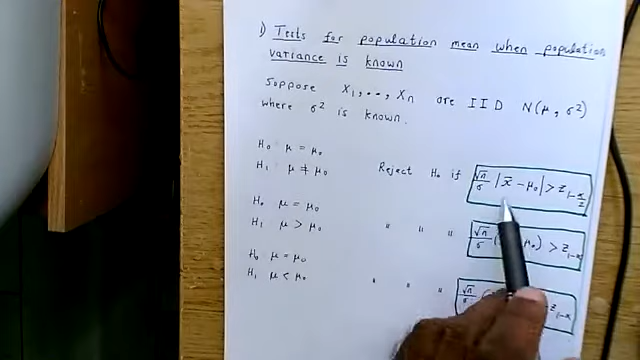 1) Tests for population mean when population
variance is known
Suppose X₁,..., Xₙ are IID N(μ, σ²)
where σ² is known.
H₀ μ = μ₀
H₁ μ ≠ μ₀ Reject H₀ if √n/σ |x̄ - μ₀| > z₁₋α/₂
H₀ μ = μ₀
H₁ μ > μ₀ " " " √n/σ ( μ₀) > z₁₋α
H₀ μ = μ₀
H₁ μ < μ₀ " " " √n/σ ( z₁₋α